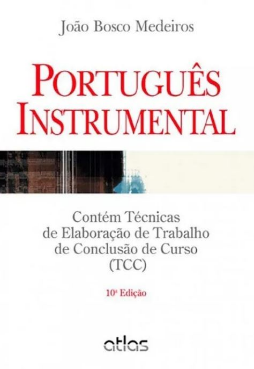 João Bosco Medeiros
PORTUGUÊS
INSTRUMENTAL
Contém Técnicas
de Elaboração de Trabalho
de Conclusão de Curso
(TCC)
10ª Edição
atlas